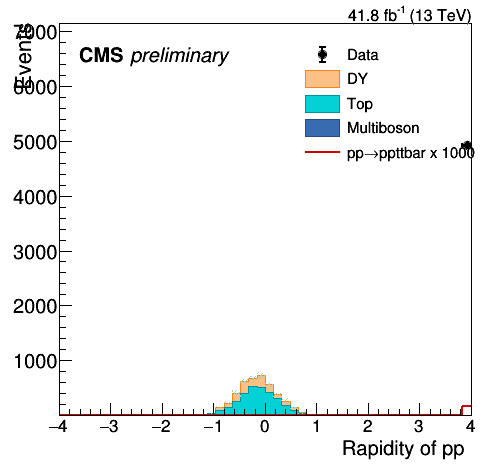 41.8 fb-1 (13 TeV)
Events
CMS preliminary
Data
DY
Top
Multiboson
pp→ppttbar x 1000
7000
6000
5000
4000
3000
2000
1000
−4 −3 −2 −1 0 1 2 3 4
Rapidity of pp